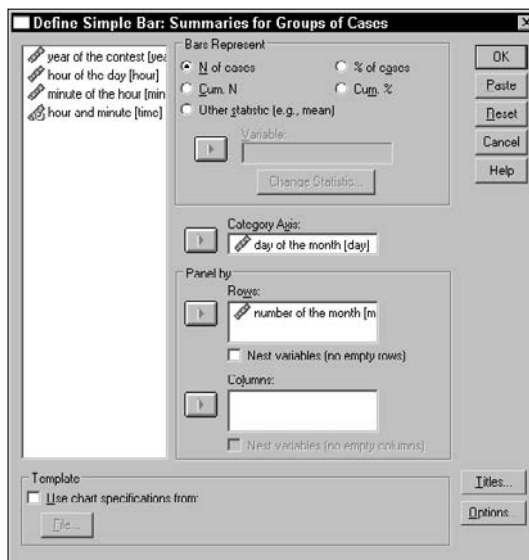 Define Simple Bar: Summaries for Groups of Cases
year of the contest [yea
hour of the day [hour]
minute of the hour [min
hour and minute [time]
Bars Represent
N of cases
% of cases
Cum. N
Cum. %
Other statistic (e.g., mean)
Variable:
Change Statistic...
Category Axis:
day of the month [day]
Panel by
Rows:
number of the month [m
Nest variables (no empty rows)
Columns:
Nest variables (no empty columns)
OK
Paste
Reset
Cancel
Help
Template
Use chart specifications from:
File...
Titles...
Options...